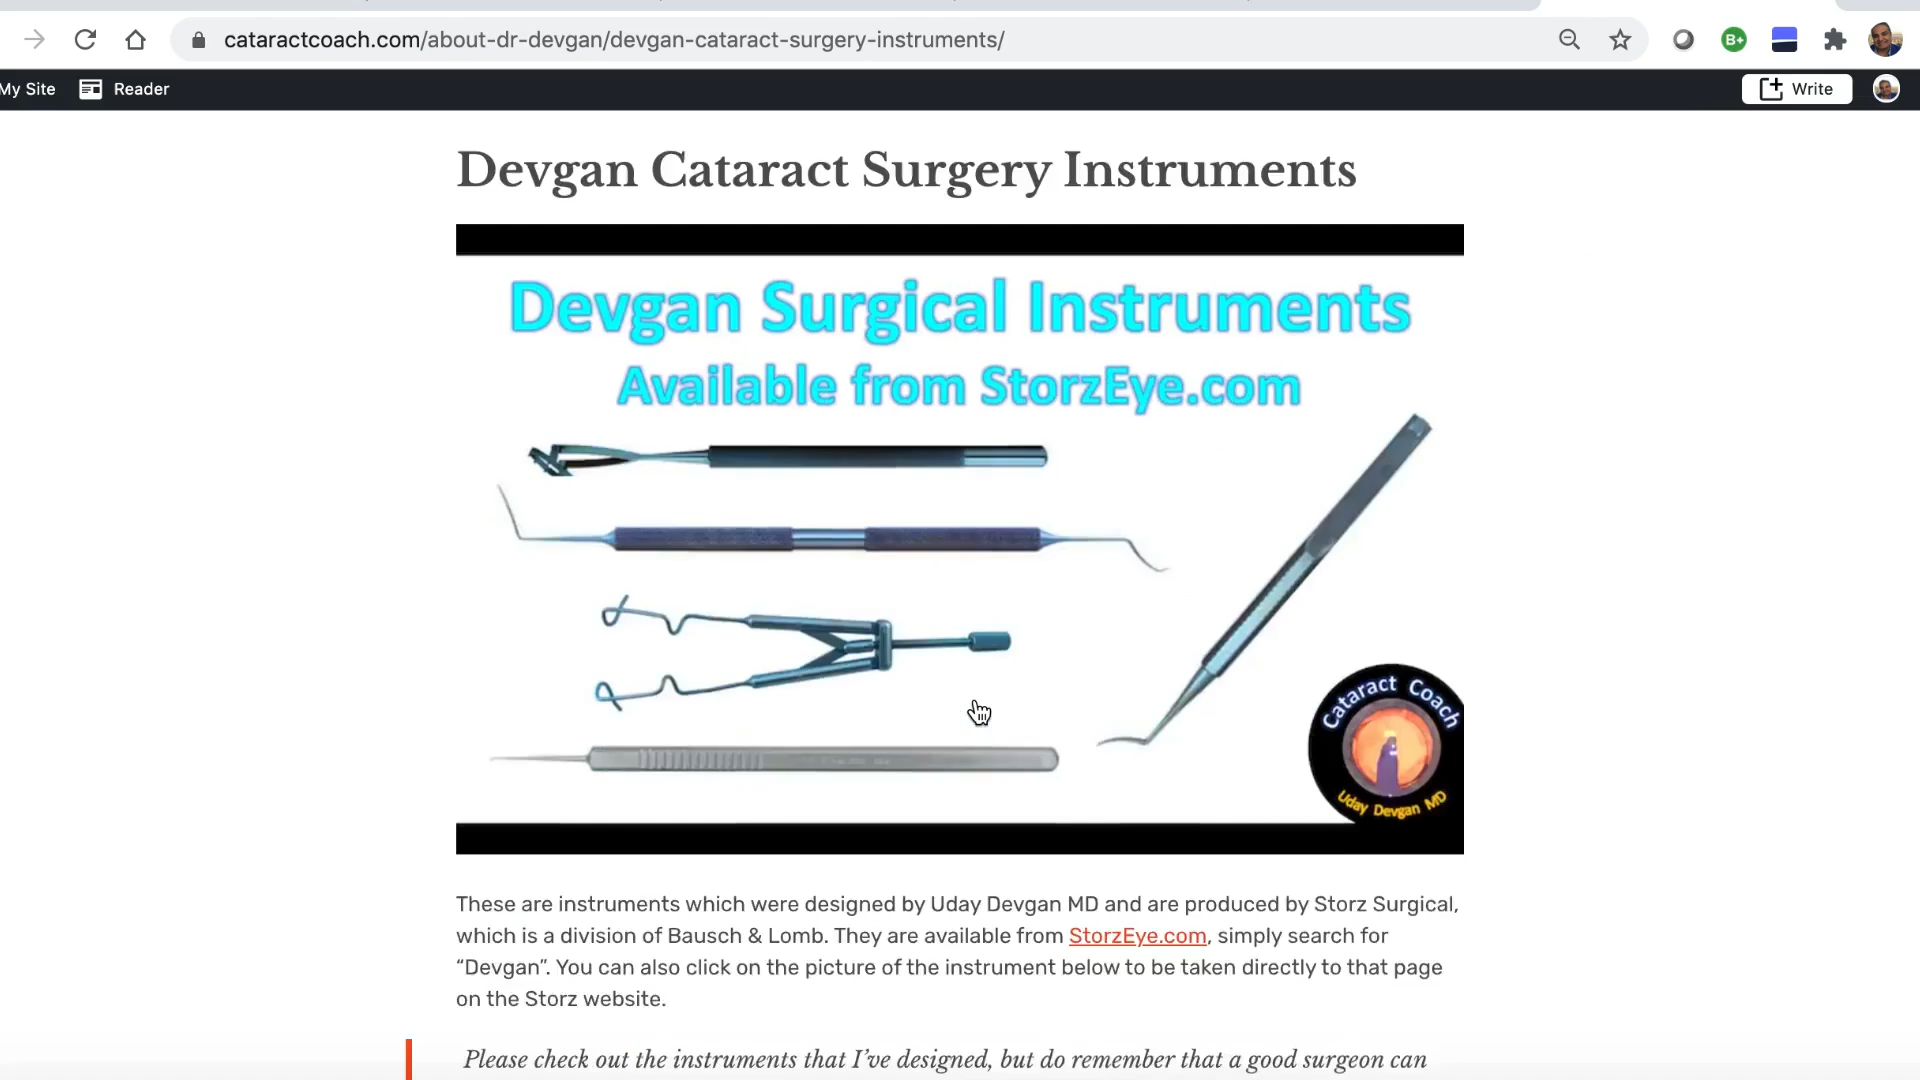 cataractcoach.com/about-dr-devgan/devgan-cataract-surgery-instruments/
B+
My Site
Reader
Write
Devgan Cataract Surgery Instruments
Devgan Surgical Instruments
Available from StorzEye.com
Cataract Coach
Uday Devgan MD
These are instruments which were designed by Uday Devgan MD and are produced by Storz Surgical,
which is a division of Bausch & Lomb. They are available from StorzEye.com, simply search for
“Devgan”. You can also click on the picture of the instrument below to be taken directly to that page
on the Storz website.
Please check out the instruments that I’ve designed, but do remember that a good surgeon can